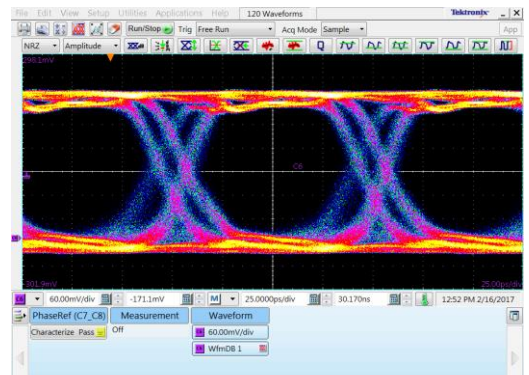 File Edit View Setup Utilities Applications Help 120 Waveforms Tektronix
Run/Stop Trig Free Run Acq Mode Sample App
NRZ Amplitude
298.1mV
C6
-301.9mV 25.00ps/div
C6 60.00mV/div -171.1mV M 25.0000ps/div 30.170ns 12:52 PM 2/16/2017
PhaseRef (C7_C8) Measurement Waveform
Characterize Pass Off C6 60.00mV/div
WfmDB 1